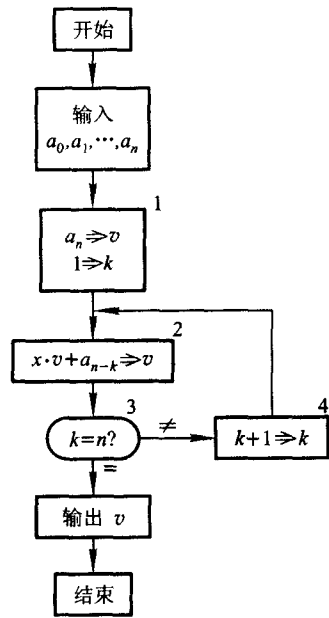 开始
输入
a₀,a₁,…,aₙ
1
aₙ⇒v
1⇒k
2
x·v+aₙ₋ₖ⇒v
3
k=n?
≠
4
k+1⇒k
=
输出 v
结束